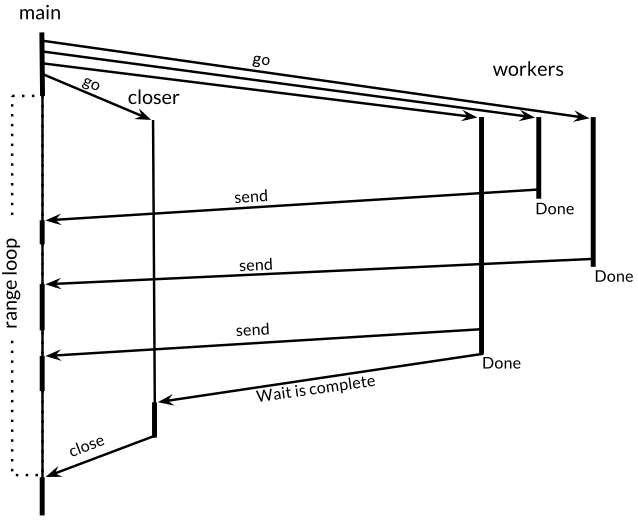 main
go
workers
go
closer
send
Done
range loop
send
Done
send
Done
Wait is complete
close